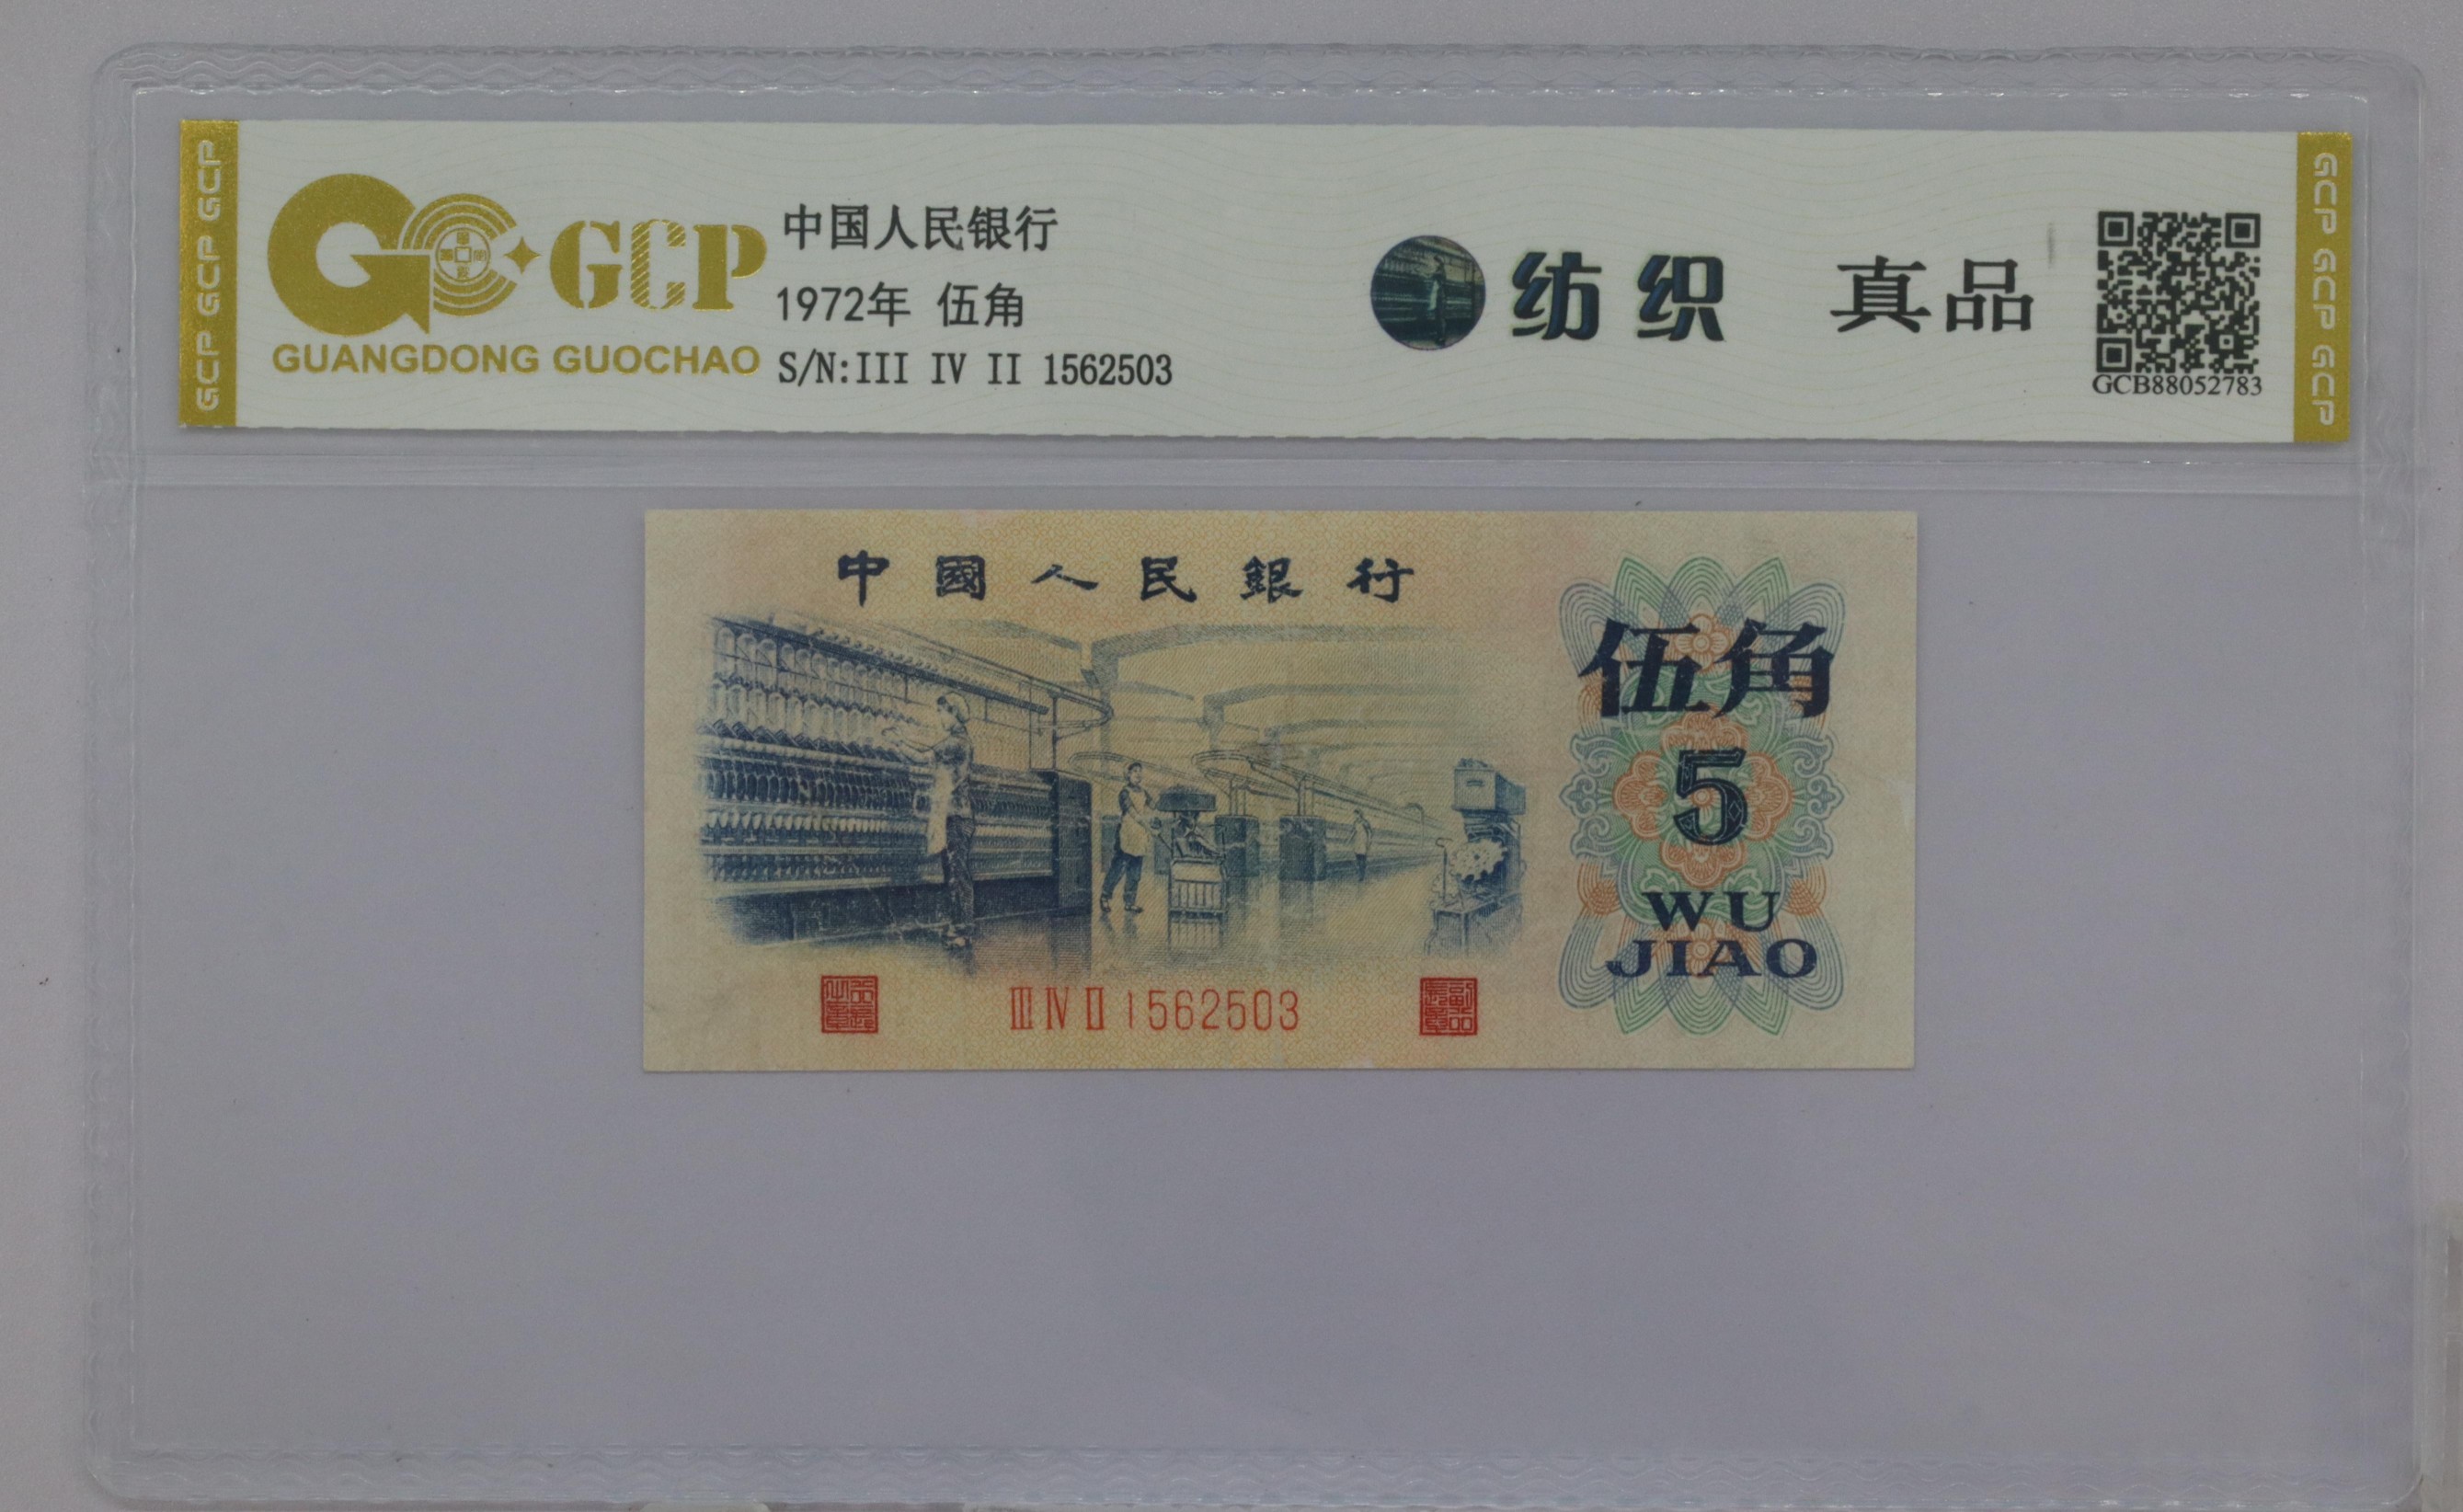 GCP GCP GCP
GCP
GUANGDONG GUOCHAO
中国人民银行
1972年 伍角
S/N:III IV II 1562503
纺织 真品
GCB88052783
GCP GCP GCP
中國人民銀行
伍角
5
WU
JIAO
III IV II 1562503